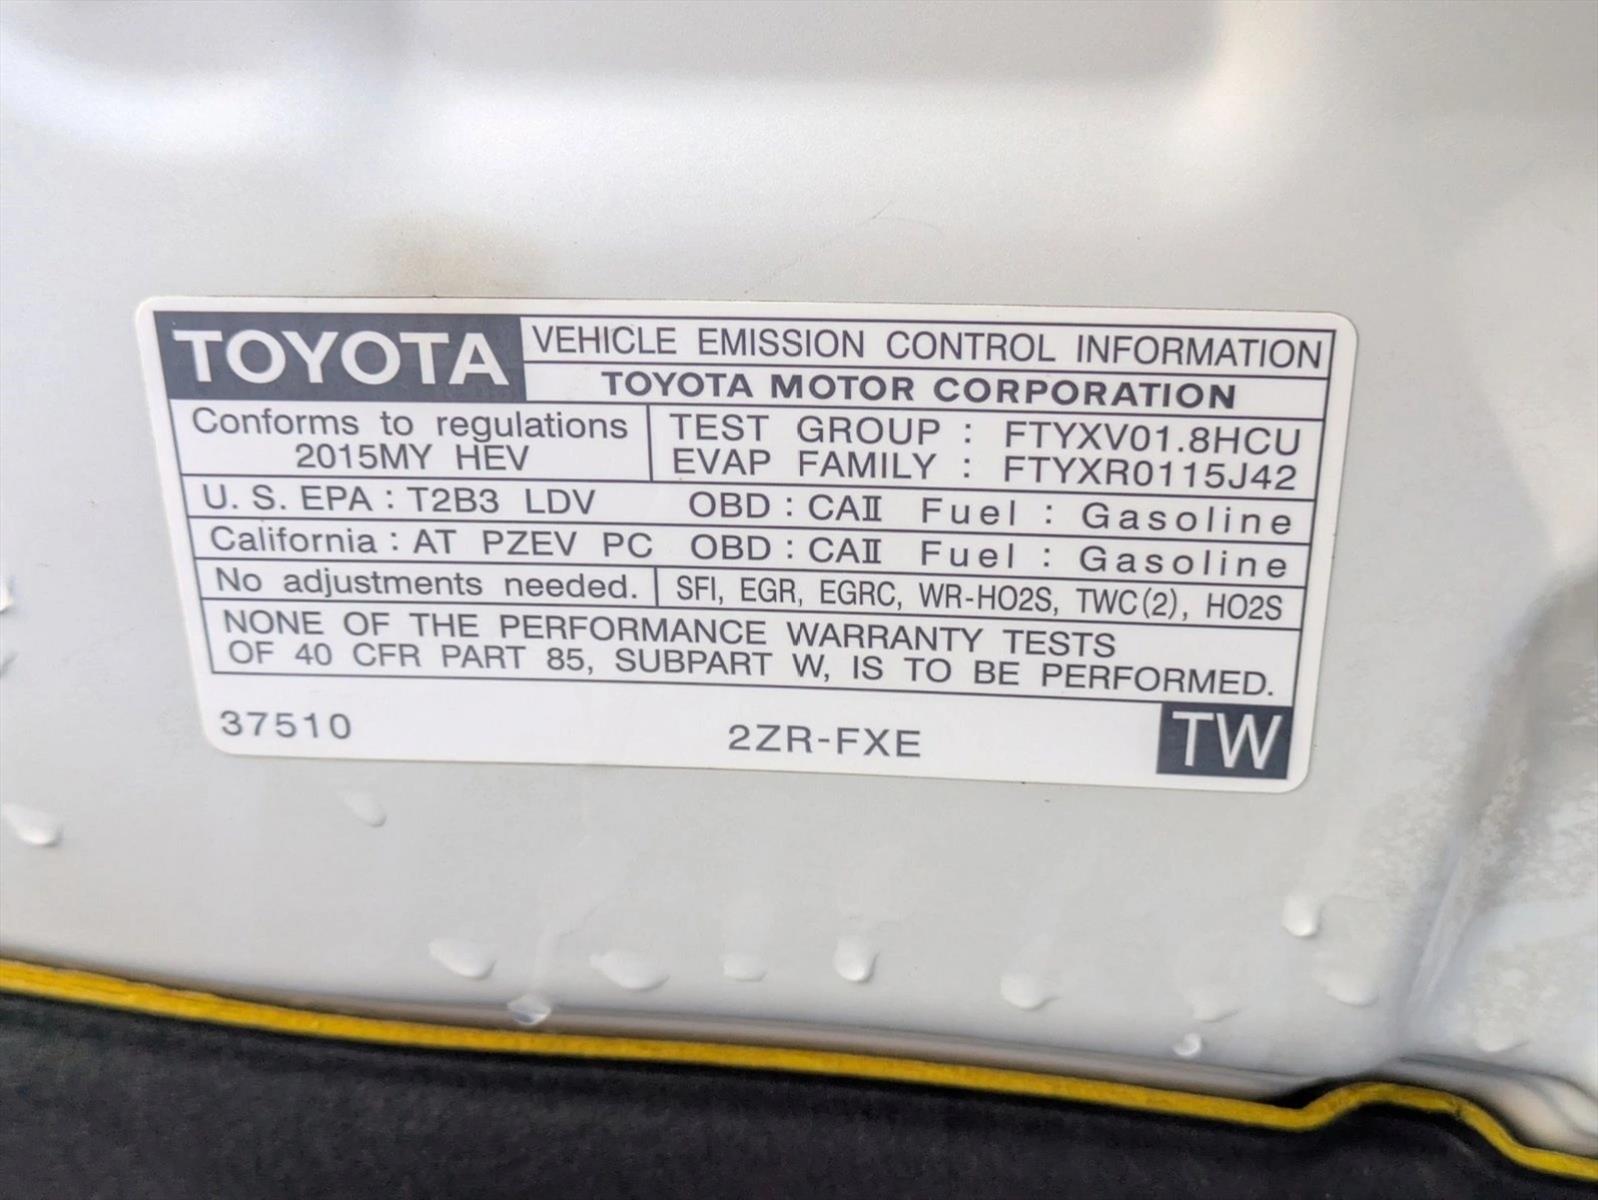 TOYOTA
VEHICLE EMISSION CONTROL INFORMATION
TOYOTA MOTOR CORPORATION
Conforms to regulations
2015MY HEV
TEST GROUP : FTYXV01.8HCU
EVAP FAMILY : FTYXR0115J42
U. S. EPA : T2B3 LDV OBD : CAⅡ Fuel : Gasoline
California : AT PZEV PC OBD : CAⅡ Fuel : Gasoline
No adjustments needed. SFI, EGR, EGRC, WR-HO2S, TWC(2), HO2S
NONE OF THE PERFORMANCE WARRANTY TESTS
OF 40 CFR PART 85, SUBPART W, IS TO BE PERFORMED.
37510 2ZR-FXE TW